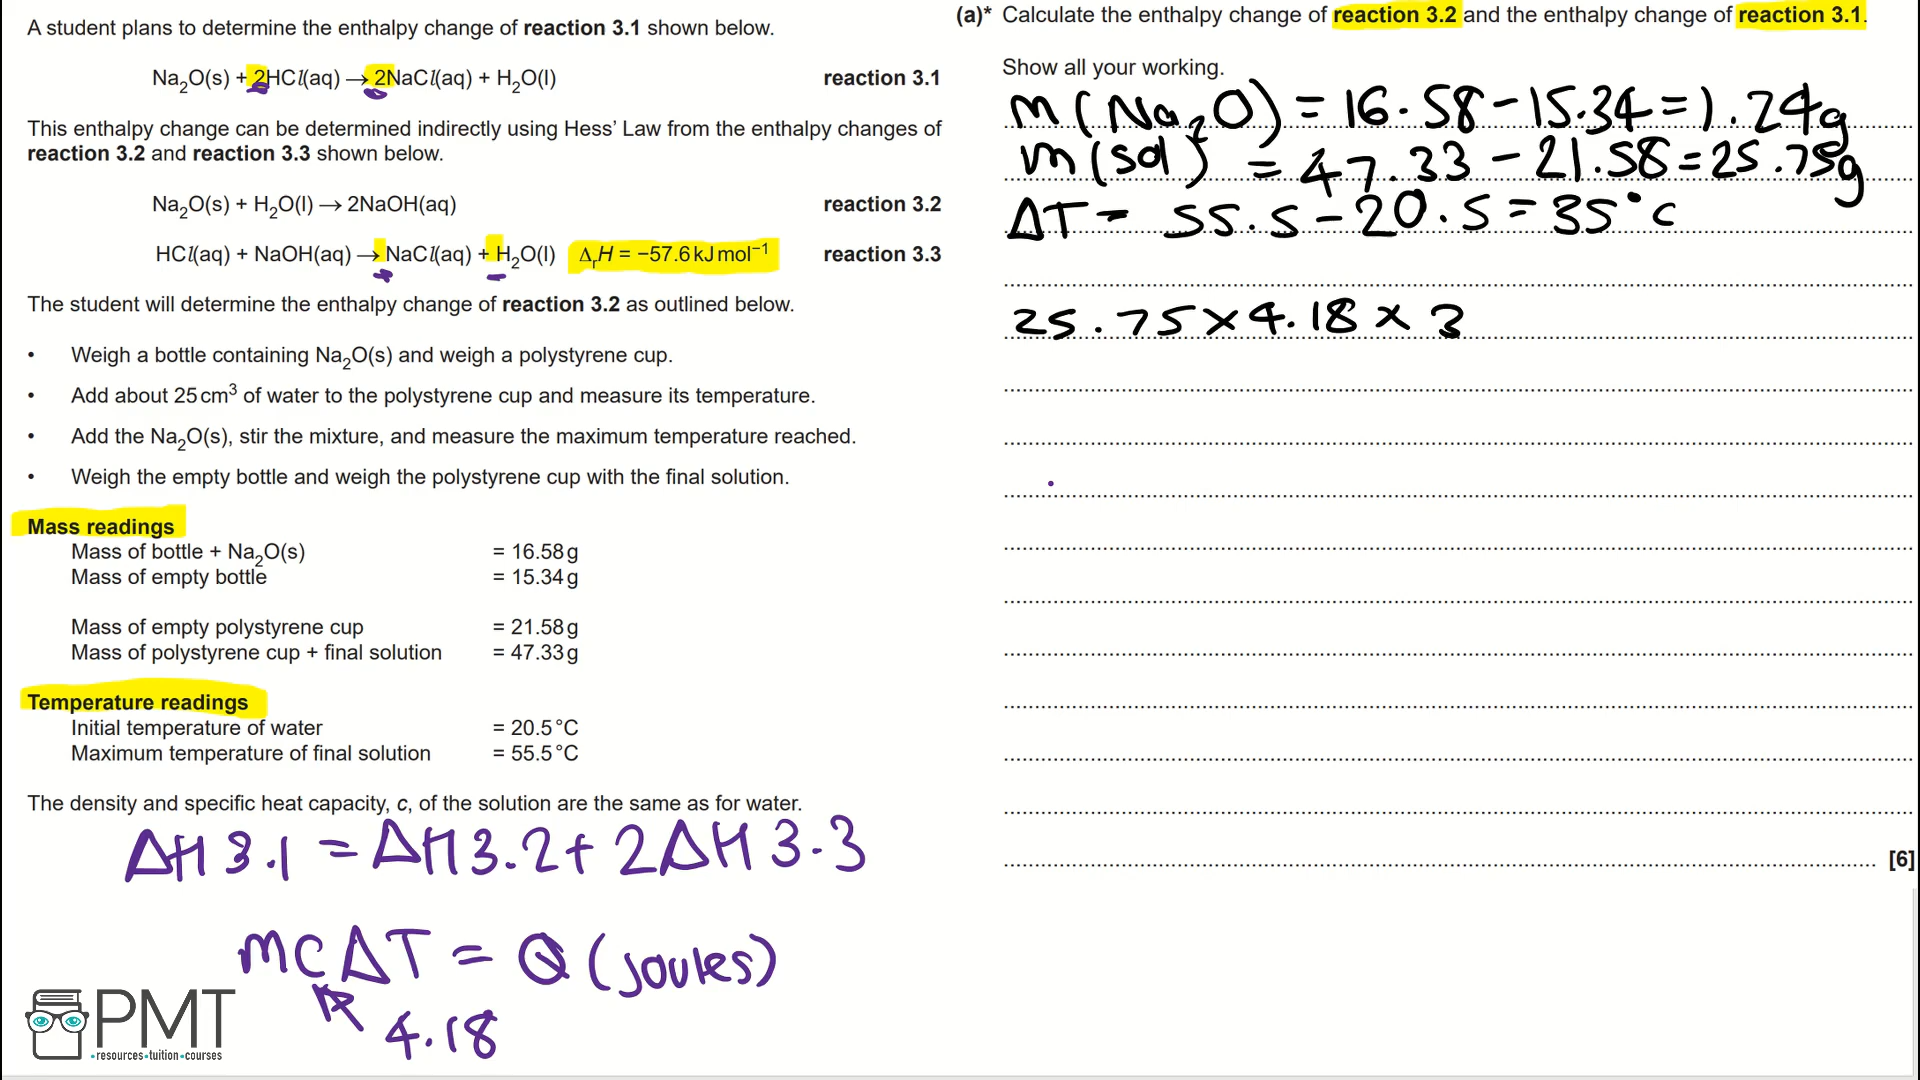 A student plans to determine the enthalpy change of reaction 3.1 shown below.
Na₂O(s) + 2HCl(aq) → 2NaCl(aq) + H₂O(l) reaction 3.1
This enthalpy change can be determined indirectly using Hess’ Law from the enthalpy changes of
reaction 3.2 and reaction 3.3 shown below.
Na₂O(s) + H₂O(l) → 2NaOH(aq) reaction 3.2
HCl(aq) + NaOH(aq) → NaCl(aq) + H₂O(l) ΔᵣH = −57.6 kJ mol⁻¹ reaction 3.3
The student will determine the enthalpy change of reaction 3.2 as outlined below.
• Weigh a bottle containing Na₂O(s) and weigh a polystyrene cup.
• Add about 25 cm³ of water to the polystyrene cup and measure its temperature.
• Add the Na₂O(s), stir the mixture, and measure the maximum temperature reached.
• Weigh the empty bottle and weigh the polystyrene cup with the final solution.
Mass readings
Mass of bottle + Na₂O(s) = 16.58 g
Mass of empty bottle = 15.34 g
Mass of empty polystyrene cup = 21.58 g
Mass of polystyrene cup + final solution = 47.33 g
Temperature readings
Initial temperature of water = 20.5 °C
Maximum temperature of final solution = 55.5 °C
The density and specific heat capacity, c, of the solution are the same as for water.
ΔH 3.1 = ΔH 3.2 + 2ΔH 3.3
mcΔT = Q (joules)
4.18
PMT
•resources•tuition•courses
(a)* Calculate the enthalpy change of reaction 3.2 and the enthalpy change of reaction 3.1.
Show all your working.
m(Na₂O) = 16.58 − 15.34 = 1.24g
m(sol) = 47.33 − 21.58 = 25.75g
ΔT = 55.5 − 20.5 = 35°C
25.75 × 4.18 × 3
[6]